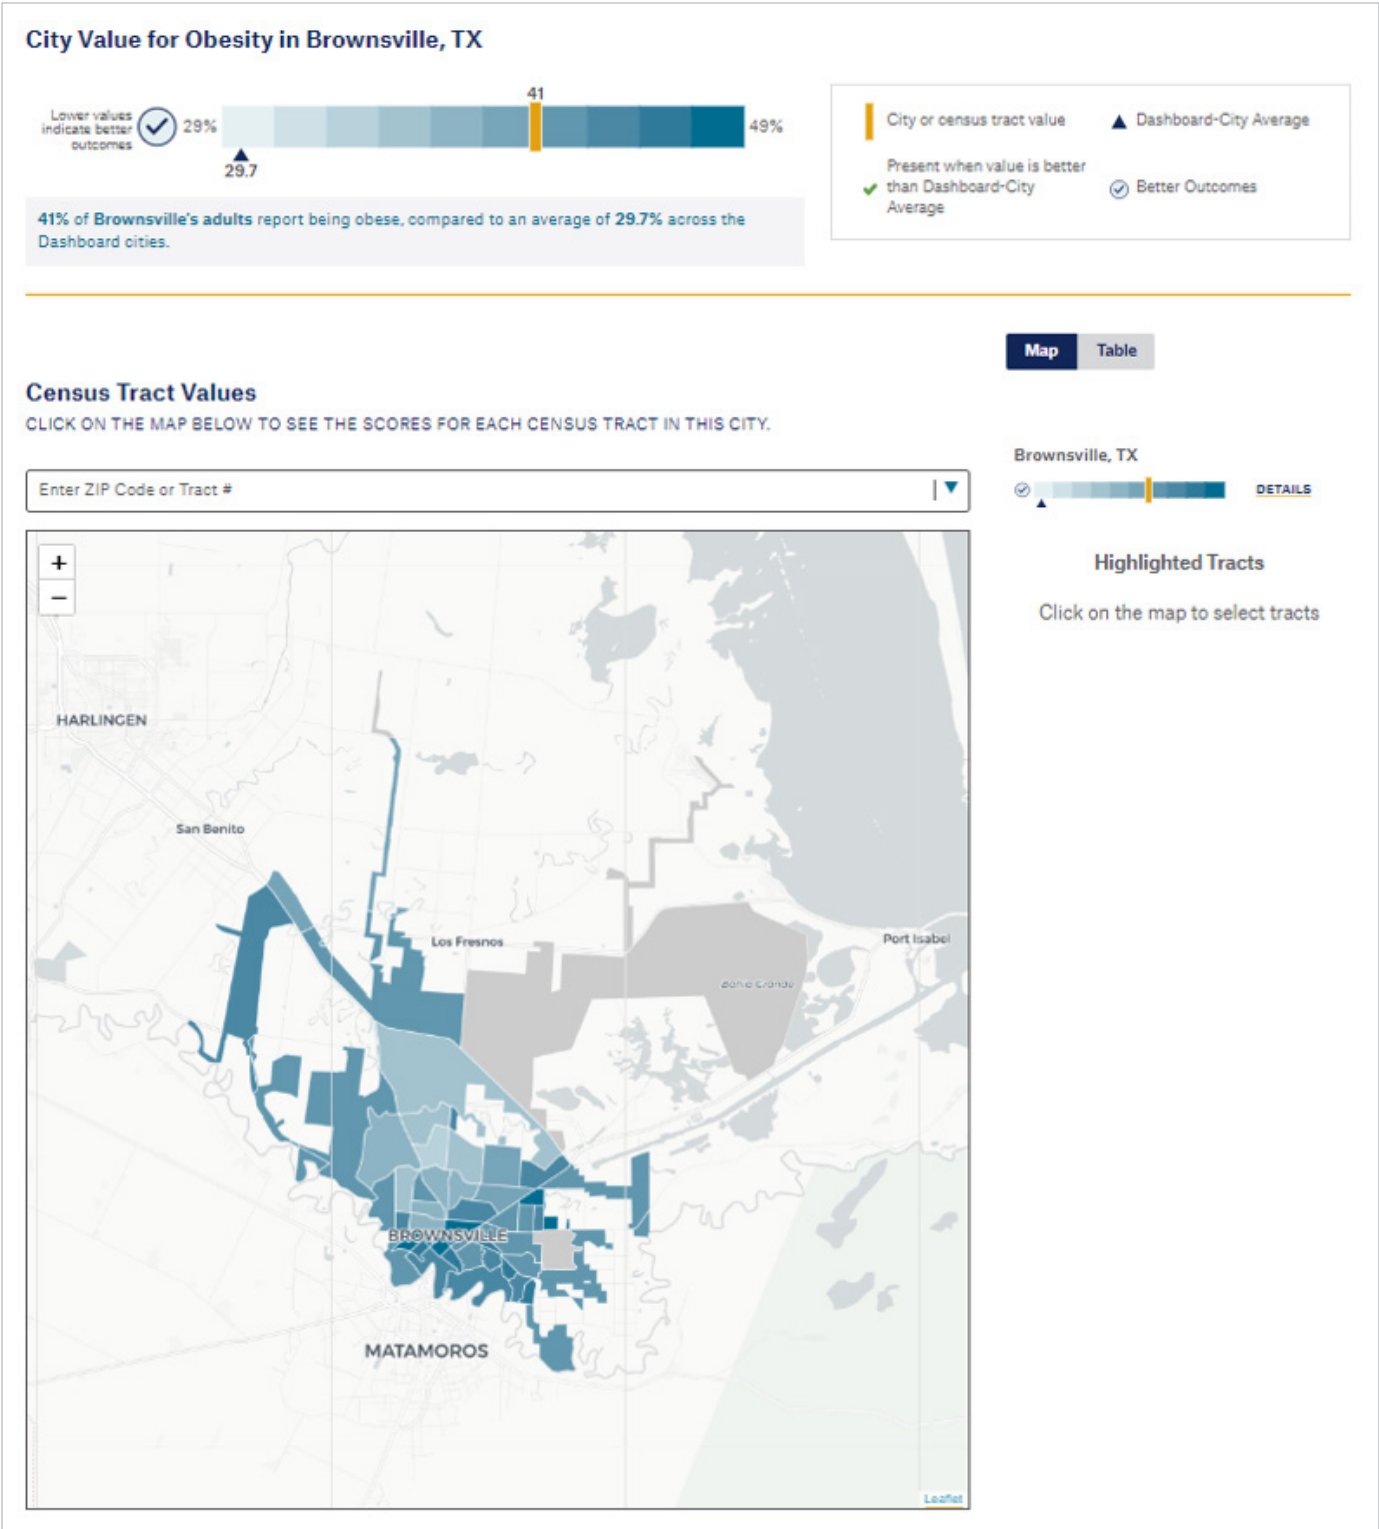 City Value for Obesity in Brownsville, TX
Lower values
indicate better
outcomes
29%
41
49%
29.7
41% of Brownsville's adults report being obese, compared to an average of 29.7% across the
Dashboard cities.
City or census tract value
Dashboard-City Average
Present when value is better
than Dashboard-City
Average
Better Outcomes
Map
Table
Census Tract Values
CLICK ON THE MAP BELOW TO SEE THE SCORES FOR EACH CENSUS TRACT IN THIS CITY.
Enter ZIP Code or Tract #
Brownsville, TX
DETAILS
Highlighted Tracts
Click on the map to select tracts
+
−
HARLINGEN
San Benito
Los Fresnos
Port Isabel
Bahia Grande
BROWNSVILLE
MATAMOROS
Leaflet